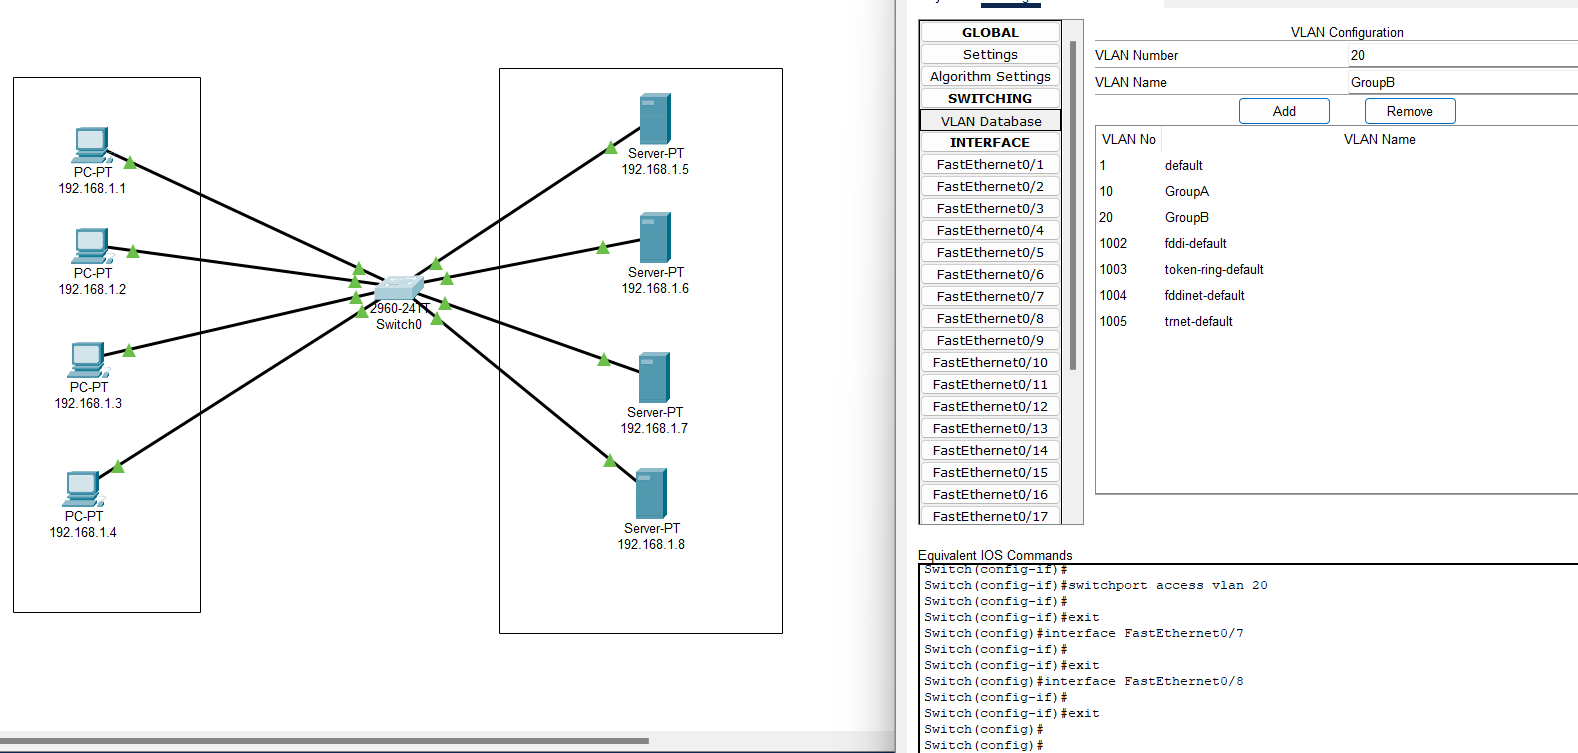 PC-PT
192.168.1.1
PC-PT
192.168.1.2
PC-PT
192.168.1.3
PC-PT
192.168.1.4
2960-24TT
Switch0
Server-PT
192.168.1.5
Server-PT
192.168.1.6
Server-PT
192.168.1.7
Server-PT
192.168.1.8
GLOBAL
Settings
Algorithm Settings
SWITCHING
VLAN Database
INTERFACE
FastEthernet0/1
FastEthernet0/2
FastEthernet0/3
FastEthernet0/4
FastEthernet0/5
FastEthernet0/6
FastEthernet0/7
FastEthernet0/8
FastEthernet0/9
FastEthernet0/10
FastEthernet0/11
FastEthernet0/12
FastEthernet0/13
FastEthernet0/14
FastEthernet0/15
FastEthernet0/16
FastEthernet0/17
VLAN Configuration
VLAN Number 20
VLAN Name GroupB
Add Remove
VLAN No VLAN Name
1 default
10 GroupA
20 GroupB
1002 fddi-default
1003 token-ring-default
1004 fddinet-default
1005 trnet-default
Equivalent IOS Commands
Switch(config-if)#
Switch(config-if)#switchport access vlan 20
Switch(config-if)#
Switch(config-if)#exit
Switch(config)#interface FastEthernet0/7
Switch(config-if)#
Switch(config-if)#exit
Switch(config)#interface FastEthernet0/8
Switch(config-if)#
Switch(config-if)#exit
Switch(config)#
Switch(config)#